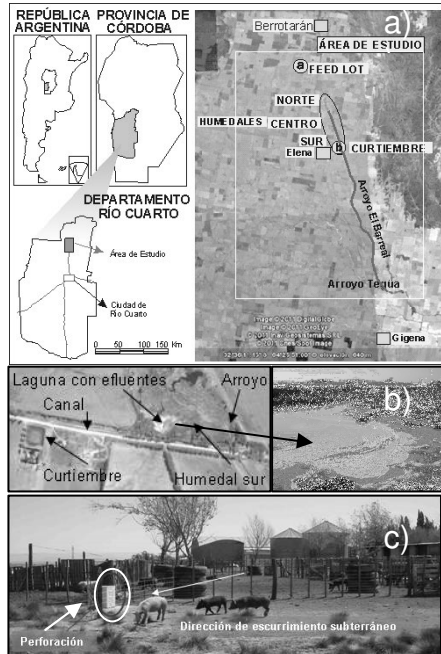 REPÚBLICA
ARGENTINA
PROVINCIA DE
CÓRDOBA
DEPARTAMENTO
RÍO CUARTO
Área de Estudio
Ciudad de
Río Cuarto
0 50 100 150 Km
a)
Berrotarán
ÁREA DE ESTUDIO
a
FEED LOT
NORTE
HUMEDALES
CENTRO
SUR
Elena
b
CURTIEMBRE
Arroyo El Barreal
Arroyo Tegua
Gigena
Laguna con efluentes
Canal
Arroyo
Curtiembre
Humedal sur
b)
c)
Perforación
Dirección de escurrimiento subterráneo